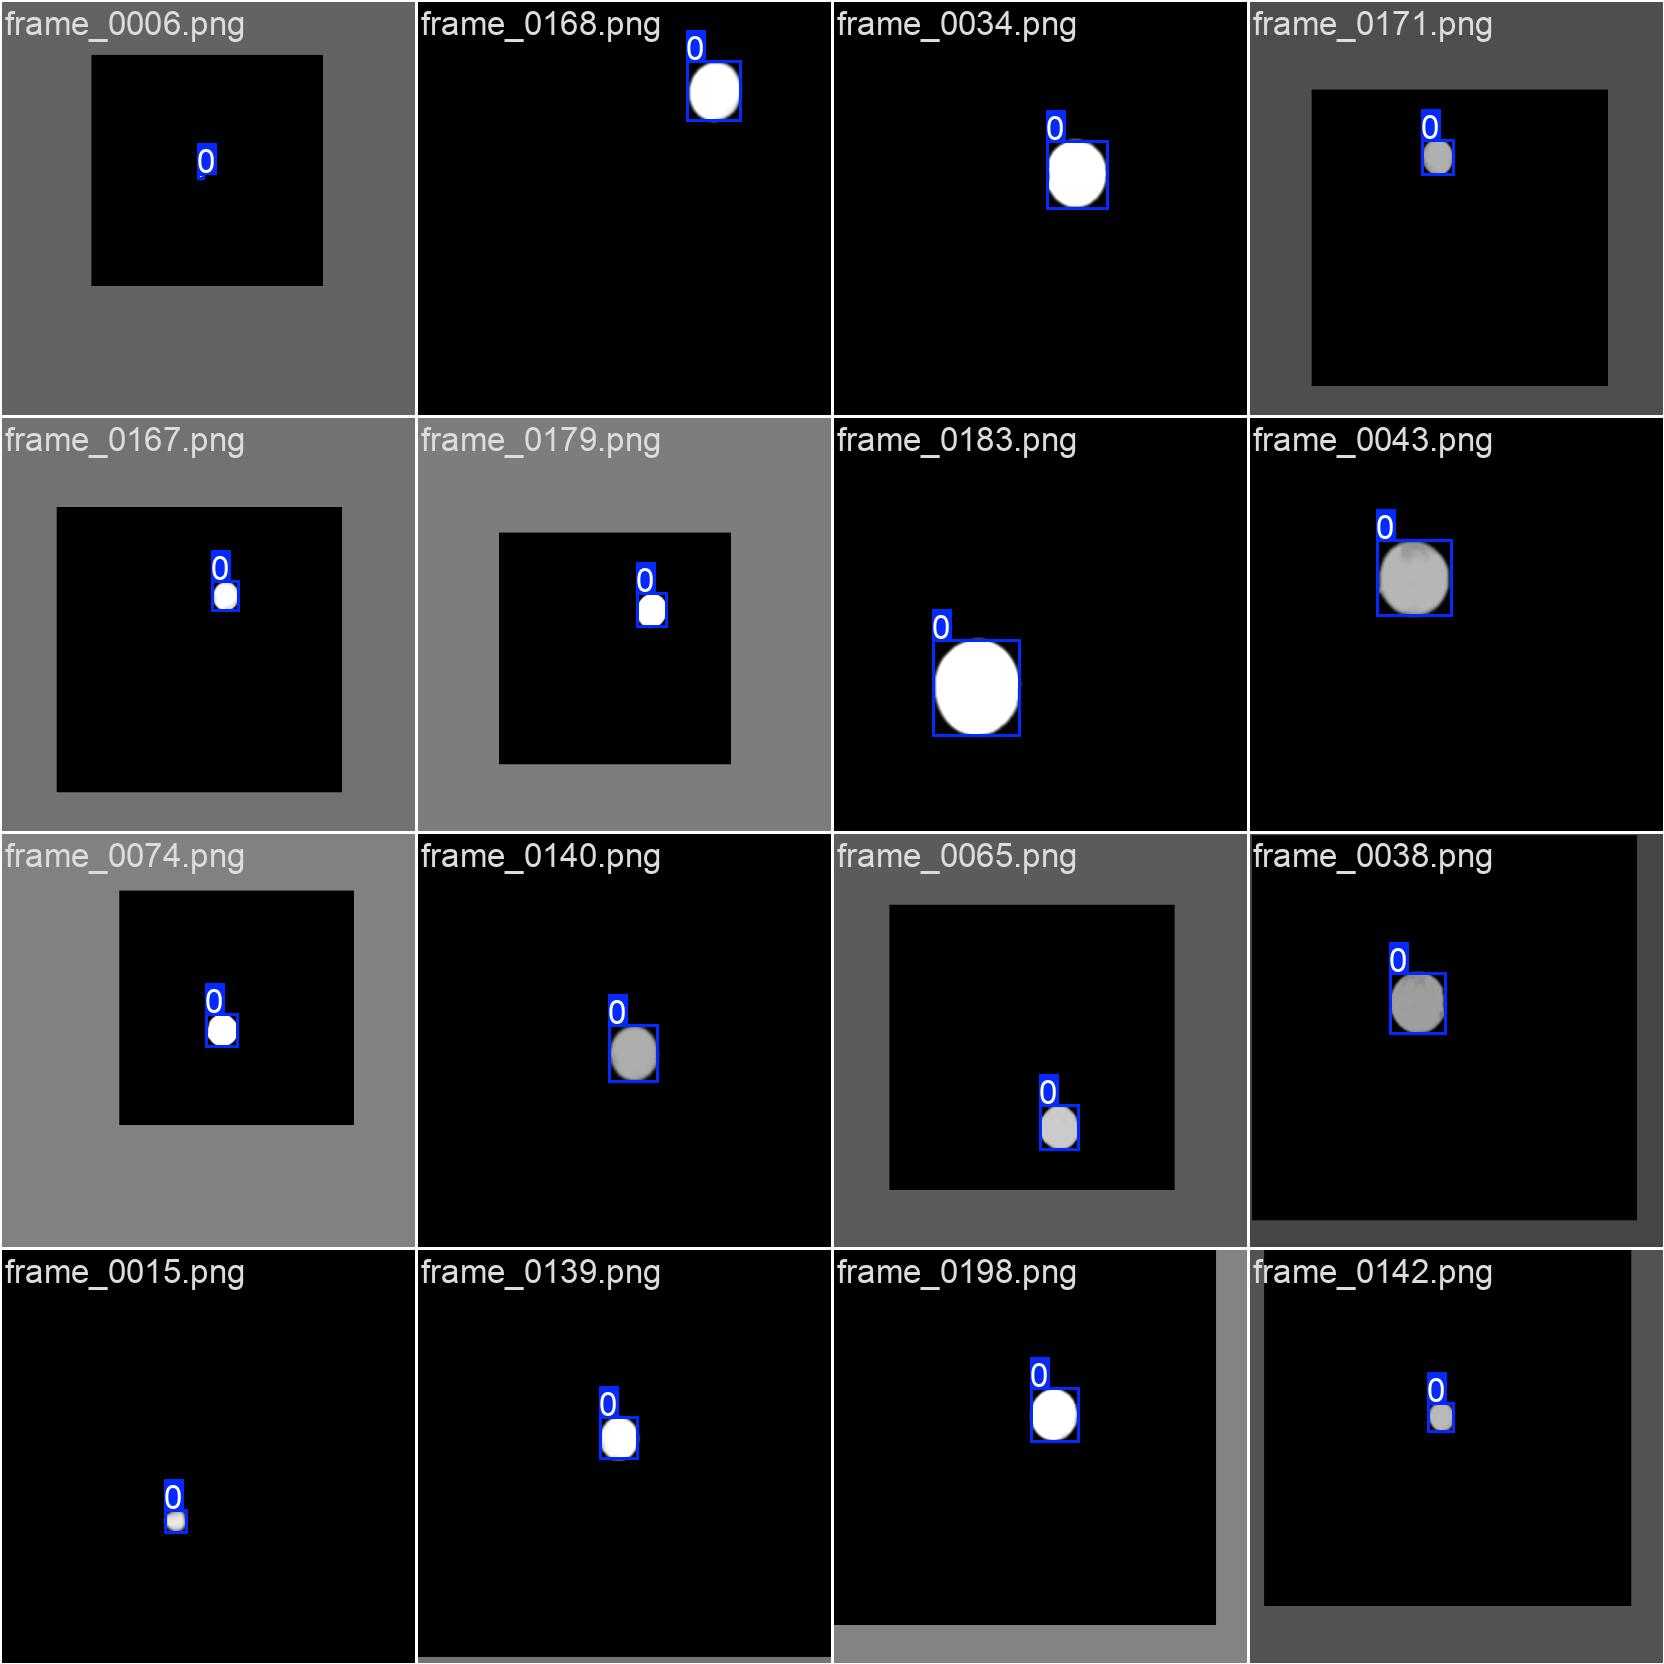 frame_0006.png
0
frame_0168.png
0
frame_0034.png
0
frame_0171.png
0
frame_0167.png
0
frame_0179.png
0
frame_0183.png
0
frame_0043.png
0
frame_0074.png
0
frame_0140.png
0
frame_0065.png
0
frame_0038.png
0
frame_0015.png
0
frame_0139.png
0
frame_0198.png
0
frame_0142.png
0